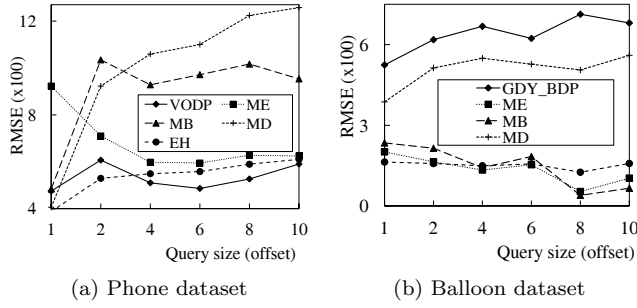 RMSE (x100)
12
8
4
VODP
ME
MB
MD
EH
1 2 4 6 8 10
Query size (offset)
(a) Phone dataset
RMSE (x100)
6
3
0
GDY_BDP
ME
MB
MD
1 2 4 6 8 10
Query size (offset)
(b) Balloon dataset